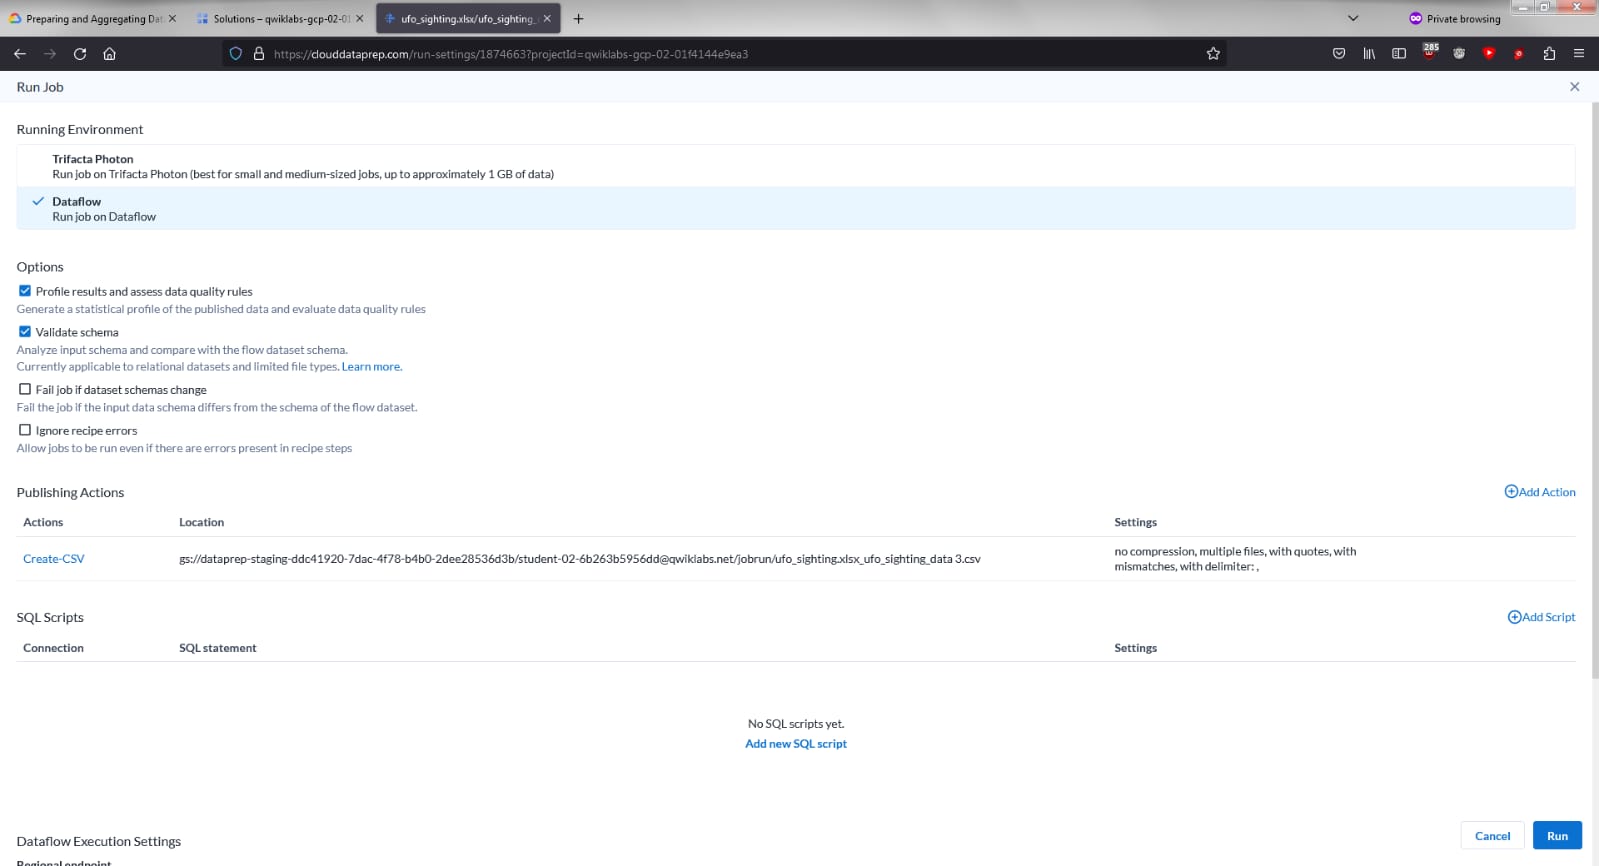 Preparing and Aggregating Dat
Solutions – qwiklabs-gcp-02-01
ufo_sighting.xlsx/ufo_sighting_
Private browsing
https://clouddataprep.com/run-settings/1874663?projectId=qwiklabs-gcp-02-01f4144e9ea3
285
Run Job
Running Environment
Trifacta Photon
Run job on Trifacta Photon (best for small and medium-sized jobs, up to approximately 1 GB of data)
Dataflow
Run job on Dataflow
Options
Profile results and assess data quality rules
Generate a statistical profile of the published data and evaluate data quality rules
Validate schema
Analyze input schema and compare with the flow dataset schema.
Currently applicable to relational datasets and limited file types. Learn more.
Fail job if dataset schemas change
Fail the job if the input data schema differs from the schema of the flow dataset.
Ignore recipe errors
Allow jobs to be run even if there are errors present in recipe steps
Publishing Actions
Add Action
Actions Location Settings
Create-CSV gs://dataprep-staging-ddc41920-7dac-4f78-b4b0-2dee28536d3b/student-02-6b263b5956dd@qwiklabs.net/jobrun/ufo_sighting.xlsx_ufo_sighting_data 3.csv
no compression, multiple files, with quotes, with
mismatches, with delimiter: ,
SQL Scripts
Add Script
Connection SQL statement Settings
No SQL scripts yet.
Add new SQL script
Cancel Run
Dataflow Execution Settings
Regional endpoint